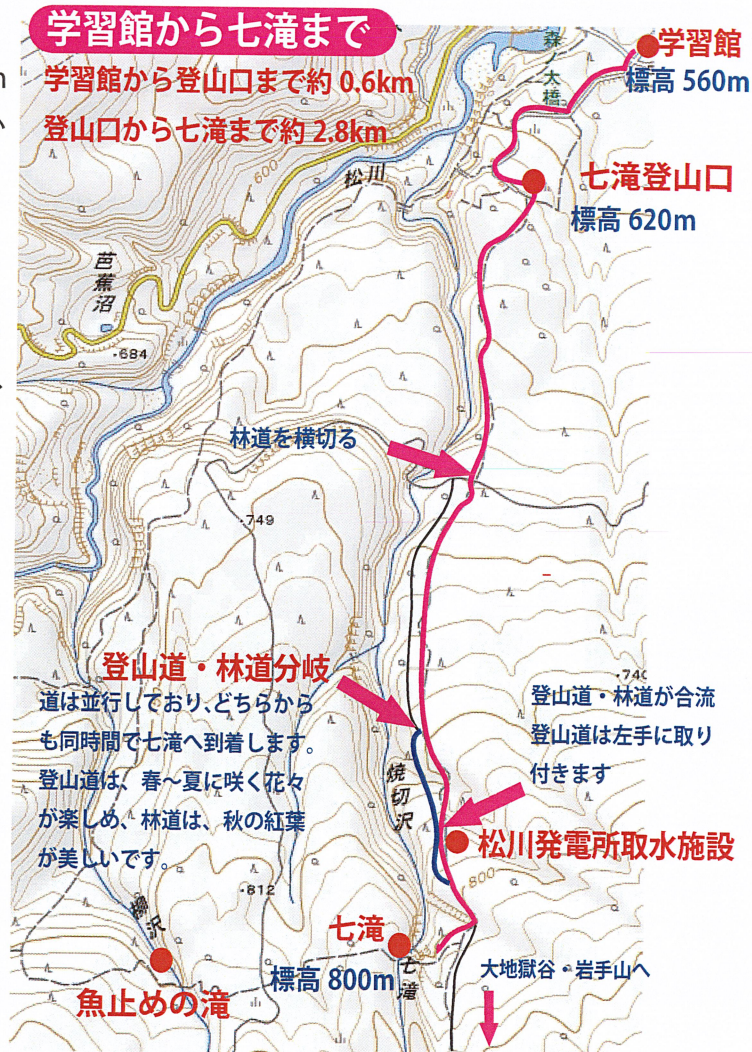 学習館から七滝まで
学習館から登山口まで約 0.6km
登山口から七滝まで約 2.8km
森ノ大橋
学習館
標高 560m
600
松川
七滝登山口
標高 620m
芭蕉沼
・684
林道を横切る
・749
登山道・林道分岐
道は並行しており、どちらから
も同時間で七滝へ到着します。
登山道は、春～夏に咲く花々
が楽しめ、林道は、秋の紅葉
が美しいです。
・740
登山道・林道が合流
登山道は左手に取り
付きます
焼切沢
松川発電所取水施設
800
・812
七滝
標高 800m
七滝
魚止めの滝
大地獄谷・岩手山へ